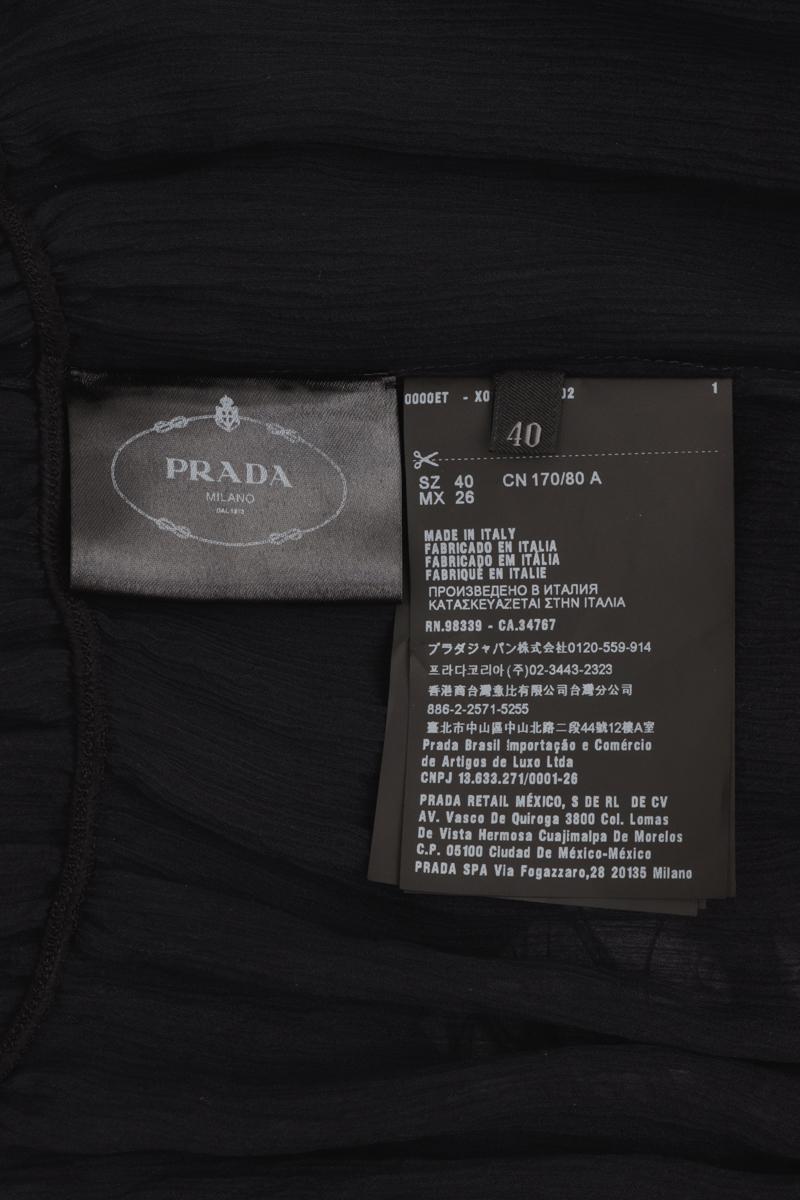 PRADA
MILANO
DAL 1913
0000ET - X0 02 1
40
SZ 40 CN 170/80 A
MX 26
MADE IN ITALY
FABRICADO EN ITALIA
FABRICADO EM ITÁLIA
FABRIQUÉ EN ITALIE
ПРОИЗВЕДЕНО В ИТАЛИЯ
ΚΑΤΑΣΚΕΥΑΖΕΤΑΙ ΣΤΗΝ ΙΤΑΛΙΑ
RN.98339 - CA.34767
プラダジャパン株式会社0120-559-914
프라다코리아(주)02-3443-2323
香港商台灣意比有限公司台灣分公司
886-2-2571-5255
臺北市中山區中山北路二段44號12樓A室
Prada Brasil Importação e Comércio
de Artigos de Luxo Ltda
CNPJ 13.633.271/0001-26
PRADA RETAIL MÉXICO, S DE RL DE CV
AV. Vasco De Quiroga 3800 Col. Lomas
De Vista Hermosa Cuajimalpa De Morelos
C.P. 05100 Ciudad De México-México
PRADA SPA Via Fogazzaro,28 20135 Milano